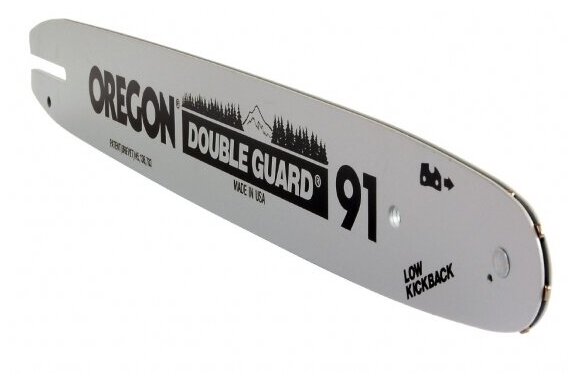 OREGON®
DOUBLE GUARD®
91
MADE IN USA
LOW
KICKBACK